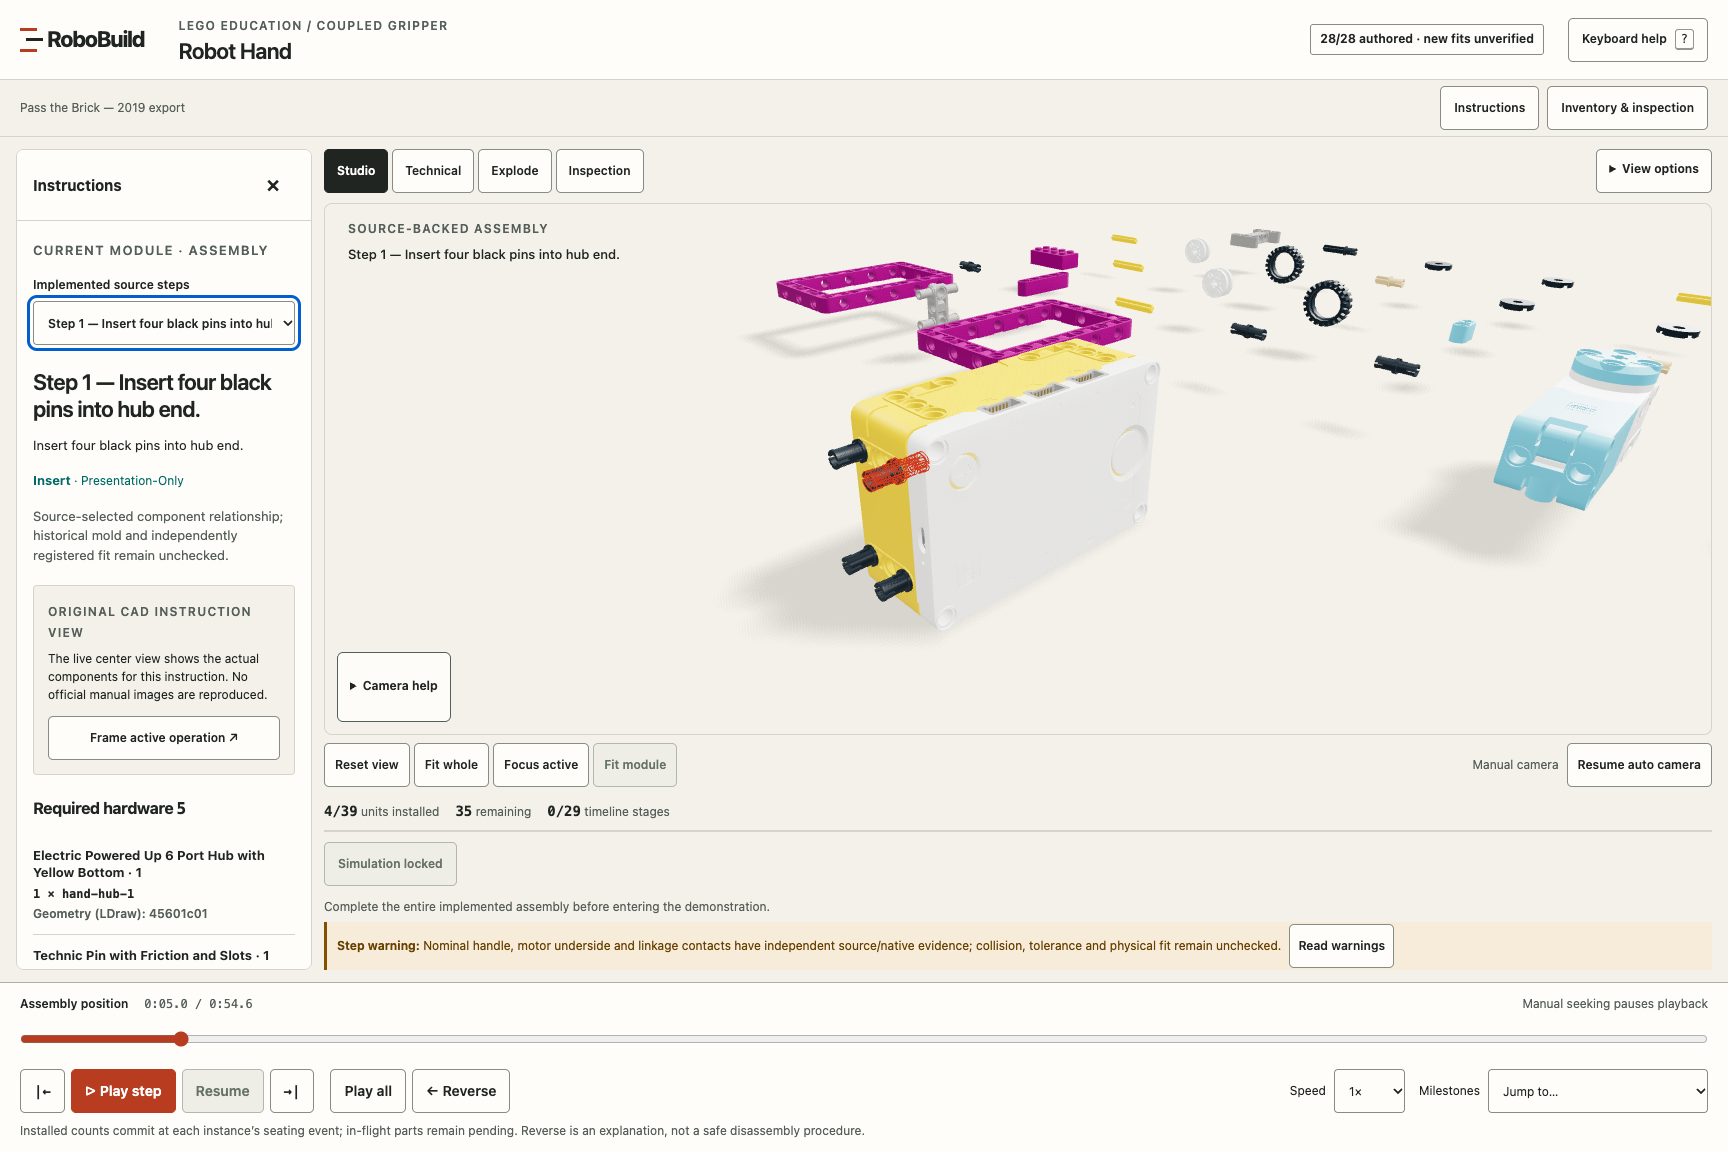 RoboBuild
LEGO EDUCATION / COUPLED GRIPPER
Robot Hand
28/28 authored · new fits unverified
Keyboard help ?
Pass the Brick — 2019 export
Instructions
Inventory & inspection
Instructions
CURRENT MODULE · ASSEMBLY
Implemented source steps
Step 1 — Insert four black pins into hul
Step 1 — Insert four black
pins into hub end.
Insert four black pins into hub end.
Insert · Presentation-Only
Source-selected component relationship;
historical mold and independently
registered fit remain unchecked.
ORIGINAL CAD INSTRUCTION
VIEW
The live center view shows the actual
components for this instruction. No
official manual images are reproduced.
Frame active operation ↗
Required hardware 5
Electric Powered Up 6 Port Hub with
Yellow Bottom · 1
1 × hand-hub-1
Geometry (LDraw): 45601c01
Technic Pin with Friction and Slots · 1
Studio
Technical
Explode
Inspection
View options
SOURCE-BACKED ASSEMBLY
Step 1 — Insert four black pins into hub end.
Camera help
Reset view
Fit whole
Focus active
Fit module
Manual camera
Resume auto camera
4/39 units installed 35 remaining 0/29 timeline stages
Simulation locked
Complete the entire implemented assembly before entering the demonstration.
Step warning: Nominal handle, motor underside and linkage contacts have independent source/native evidence; collision, tolerance and physical fit remain unchecked.
Read warnings
Assembly position 0:05.0 / 0:54.6
Manual seeking pauses playback
|←
Play step
Resume
→|
Play all
← Reverse
Speed
1×
Milestones
Jump to...
Installed counts commit at each instance's seating event; in-flight parts remain pending. Reverse is an explanation, not a safe disassembly procedure.